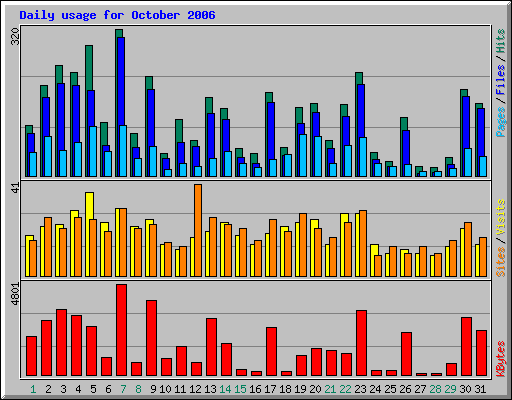 Daily usage for October 2006
320
Pages / Files / Hits
41
Sites / Visits
4801
KBytes
1 2 3 4 5 6 7 8 9 10 11 12 13 14 15 16 17 18 19 20 21 22 23 24 25 26 27 28 29 30 31